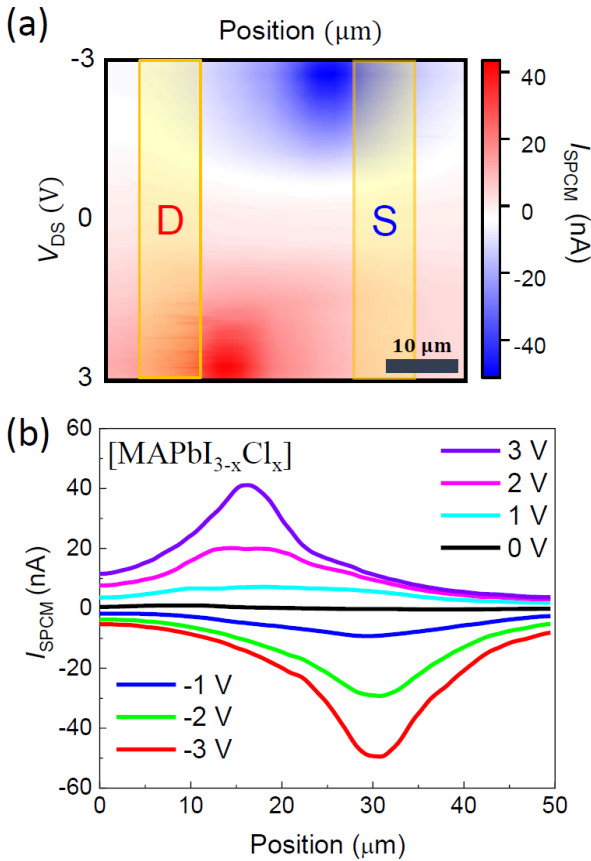 (a)
Position (μm)
-3
0
3
V_DS (V)
D
S
10 μm
40
20
0
-20
-40
I_SPCM (nA)
(b)
[MAPbI_3-xCl_x]
3 V
2 V
1 V
0 V
-1 V
-2 V
-3 V
60
40
20
0
-20
-40
-60
I_SPCM (nA)
0
10
20
30
40
50
Position (μm)